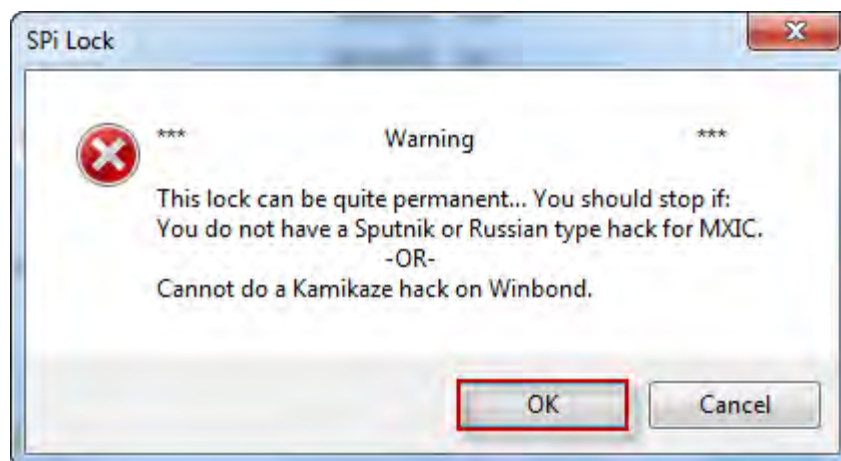 SPi Lock
*** Warning ***
This lock can be quite permanent... You should stop if:
You do not have a Sputnik or Russian type hack for MXIC.
-OR-
Cannot do a Kamikaze hack on Winbond.
OK Cancel